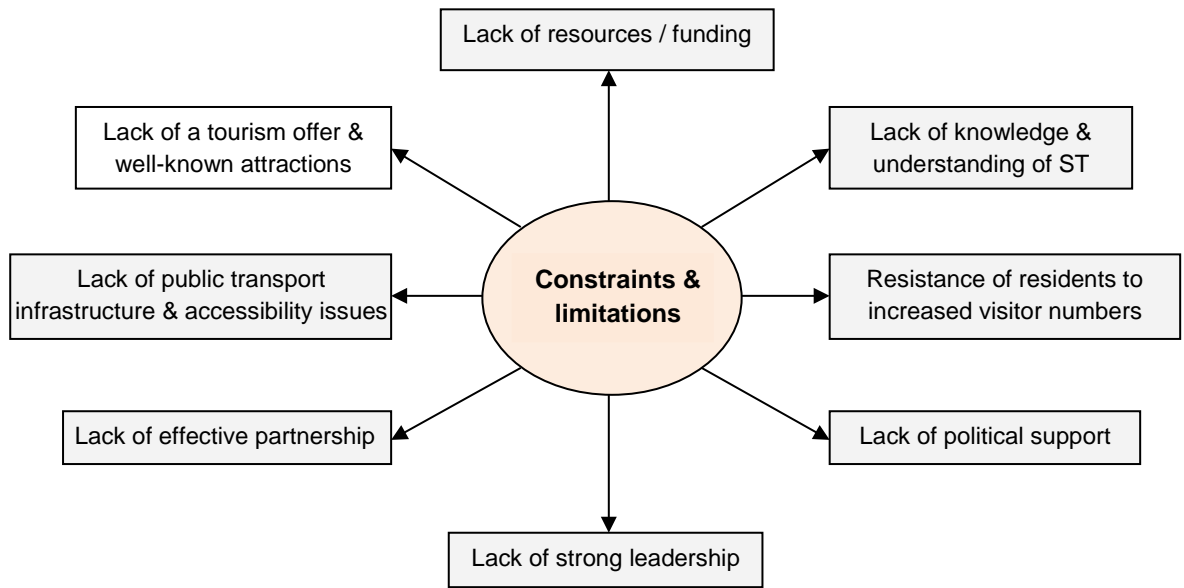 Lack of resources / funding
Lack of a tourism offer &
well-known attractions
Lack of knowledge &
understanding of ST
Lack of public transport
infrastructure & accessibility issues
Constraints &
limitations
Resistance of residents to
increased visitor numbers
Lack of effective partnership
Lack of political support
Lack of strong leadership